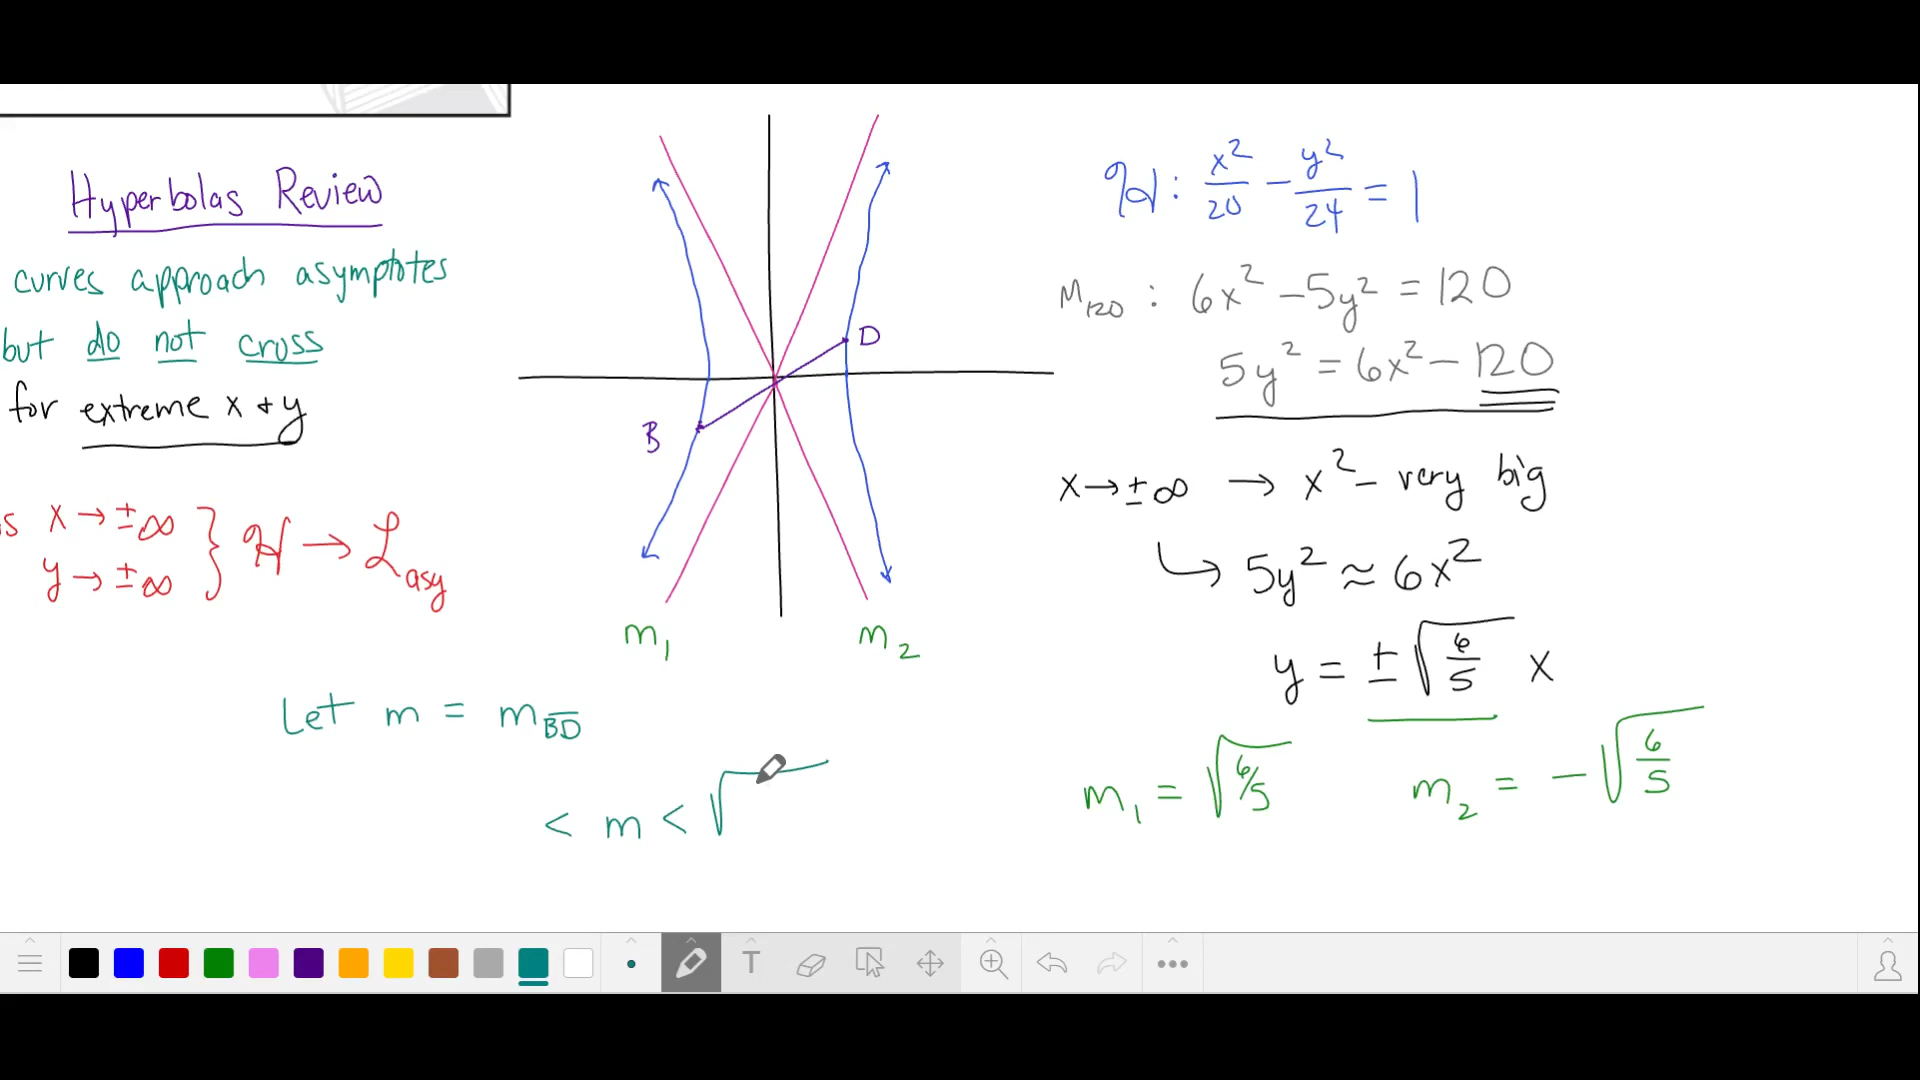 Hyperbolas Review
curves approach asymptotes
but do not cross
for extreme x + y
as x → ±∞
y → ±∞ } ℋ → ℒasy
D
B
m₁
m₂
Let m = m_BD
< m < √
ℋ : x²/20 - y²/24 = 1
M₁₂₀ : 6x² - 5y² = 120
5y² = 6x² - 120
x → ±∞ → x² - very big
↳ 5y² ≈ 6x²
y = ±√(6/5) x
m₁ = √(6/5) m₂ = -√(6/5)
T